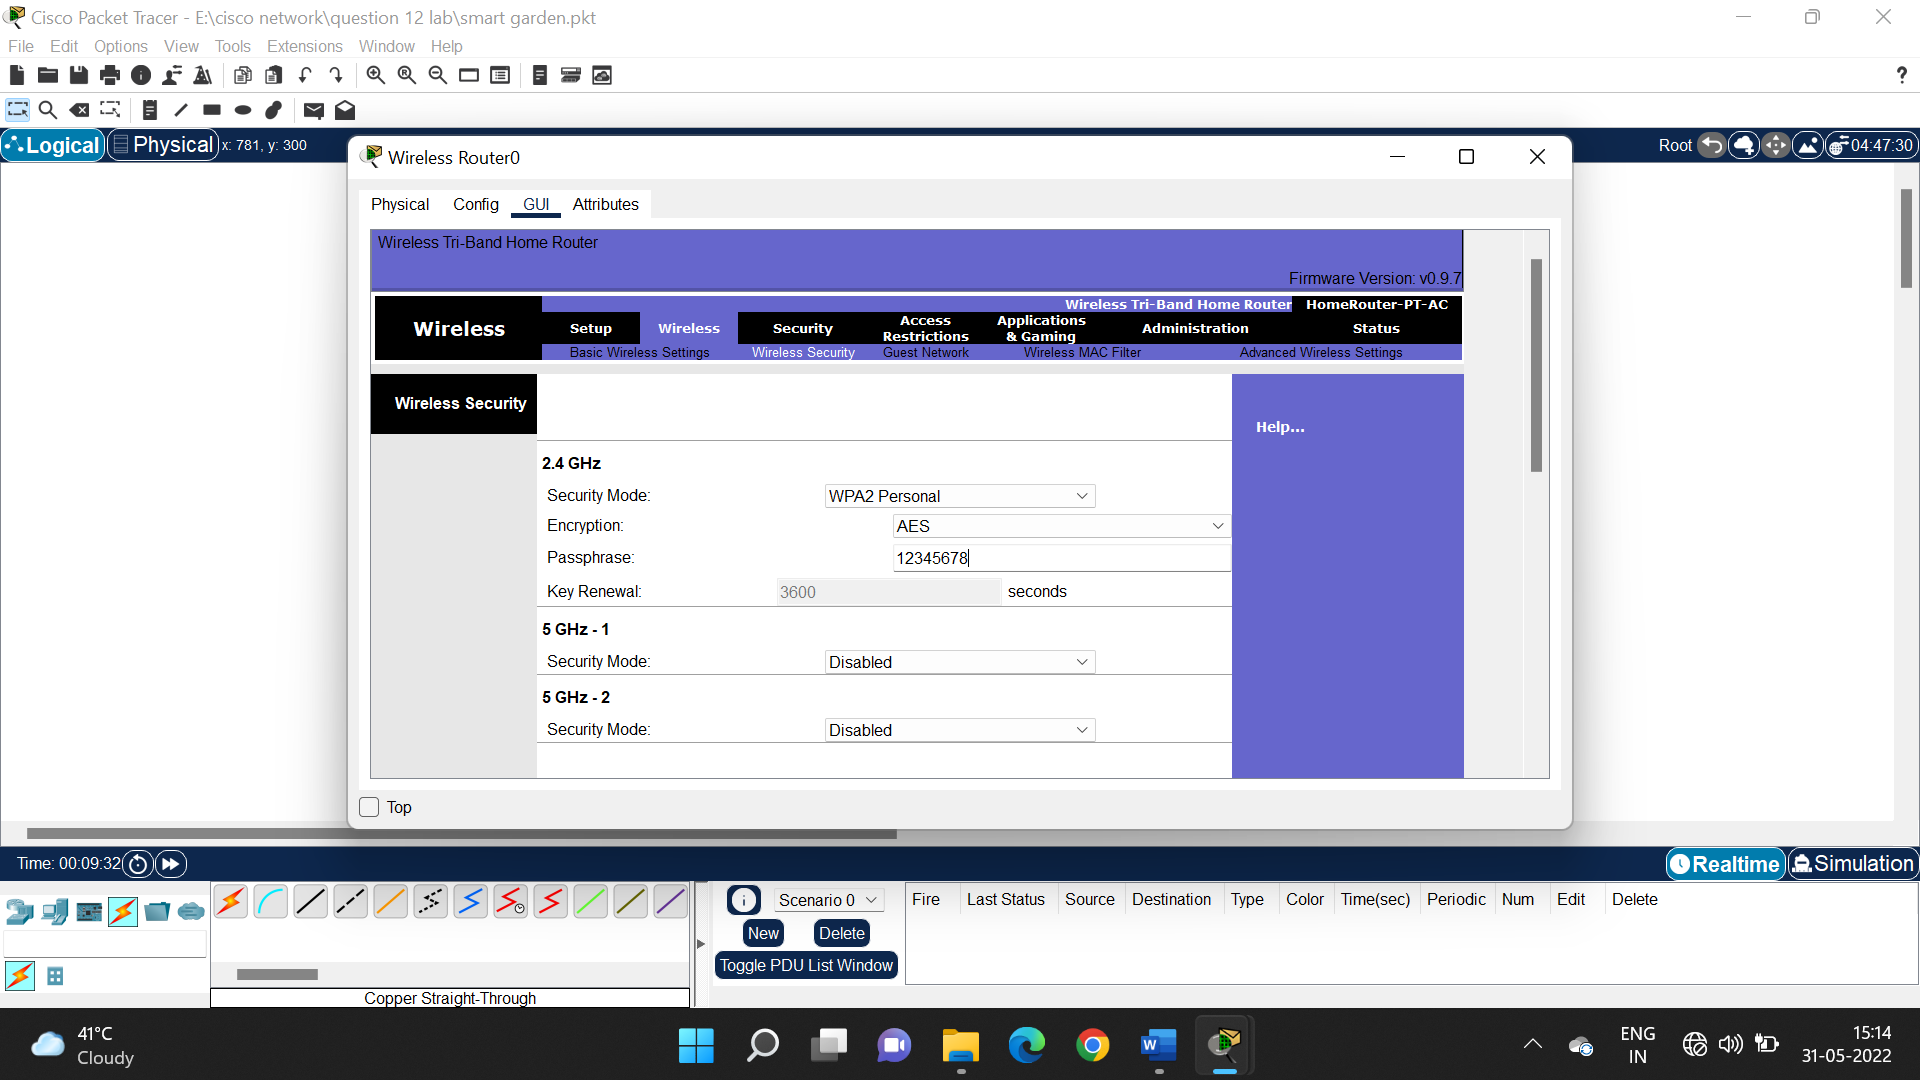 Cisco Packet Tracer - E:\cisco network\question 12 lab\smart garden.pkt
File Edit Options View Tools Extensions Window Help
?
Logical Physical x: 781, y: 300
Root 04:47:30
Wireless Router0
Physical Config GUI Attributes
Wireless Tri-Band Home Router
Firmware Version: v0.9.7
Wireless Tri-Band Home Router HomeRouter-PT-AC
Wireless
Setup Wireless Security Access Restrictions Applications & Gaming Administration Status
Basic Wireless Settings Wireless Security Guest Network Wireless MAC Filter Advanced Wireless Settings
Wireless Security
Help...
2.4 GHz
Security Mode: WPA2 Personal
Encryption: AES
Passphrase: 12345678
Key Renewal: 3600 seconds
5 GHz - 1
Security Mode: Disabled
5 GHz - 2
Security Mode: Disabled
Top
Time: 00:09:32
Realtime Simulation
Scenario 0
New Delete
Toggle PDU List Window
Fire Last Status Source Destination Type Color Time(sec) Periodic Num Edit Delete
Copper Straight-Through
41°C
Cloudy
ENG
IN
15:14
31-05-2022